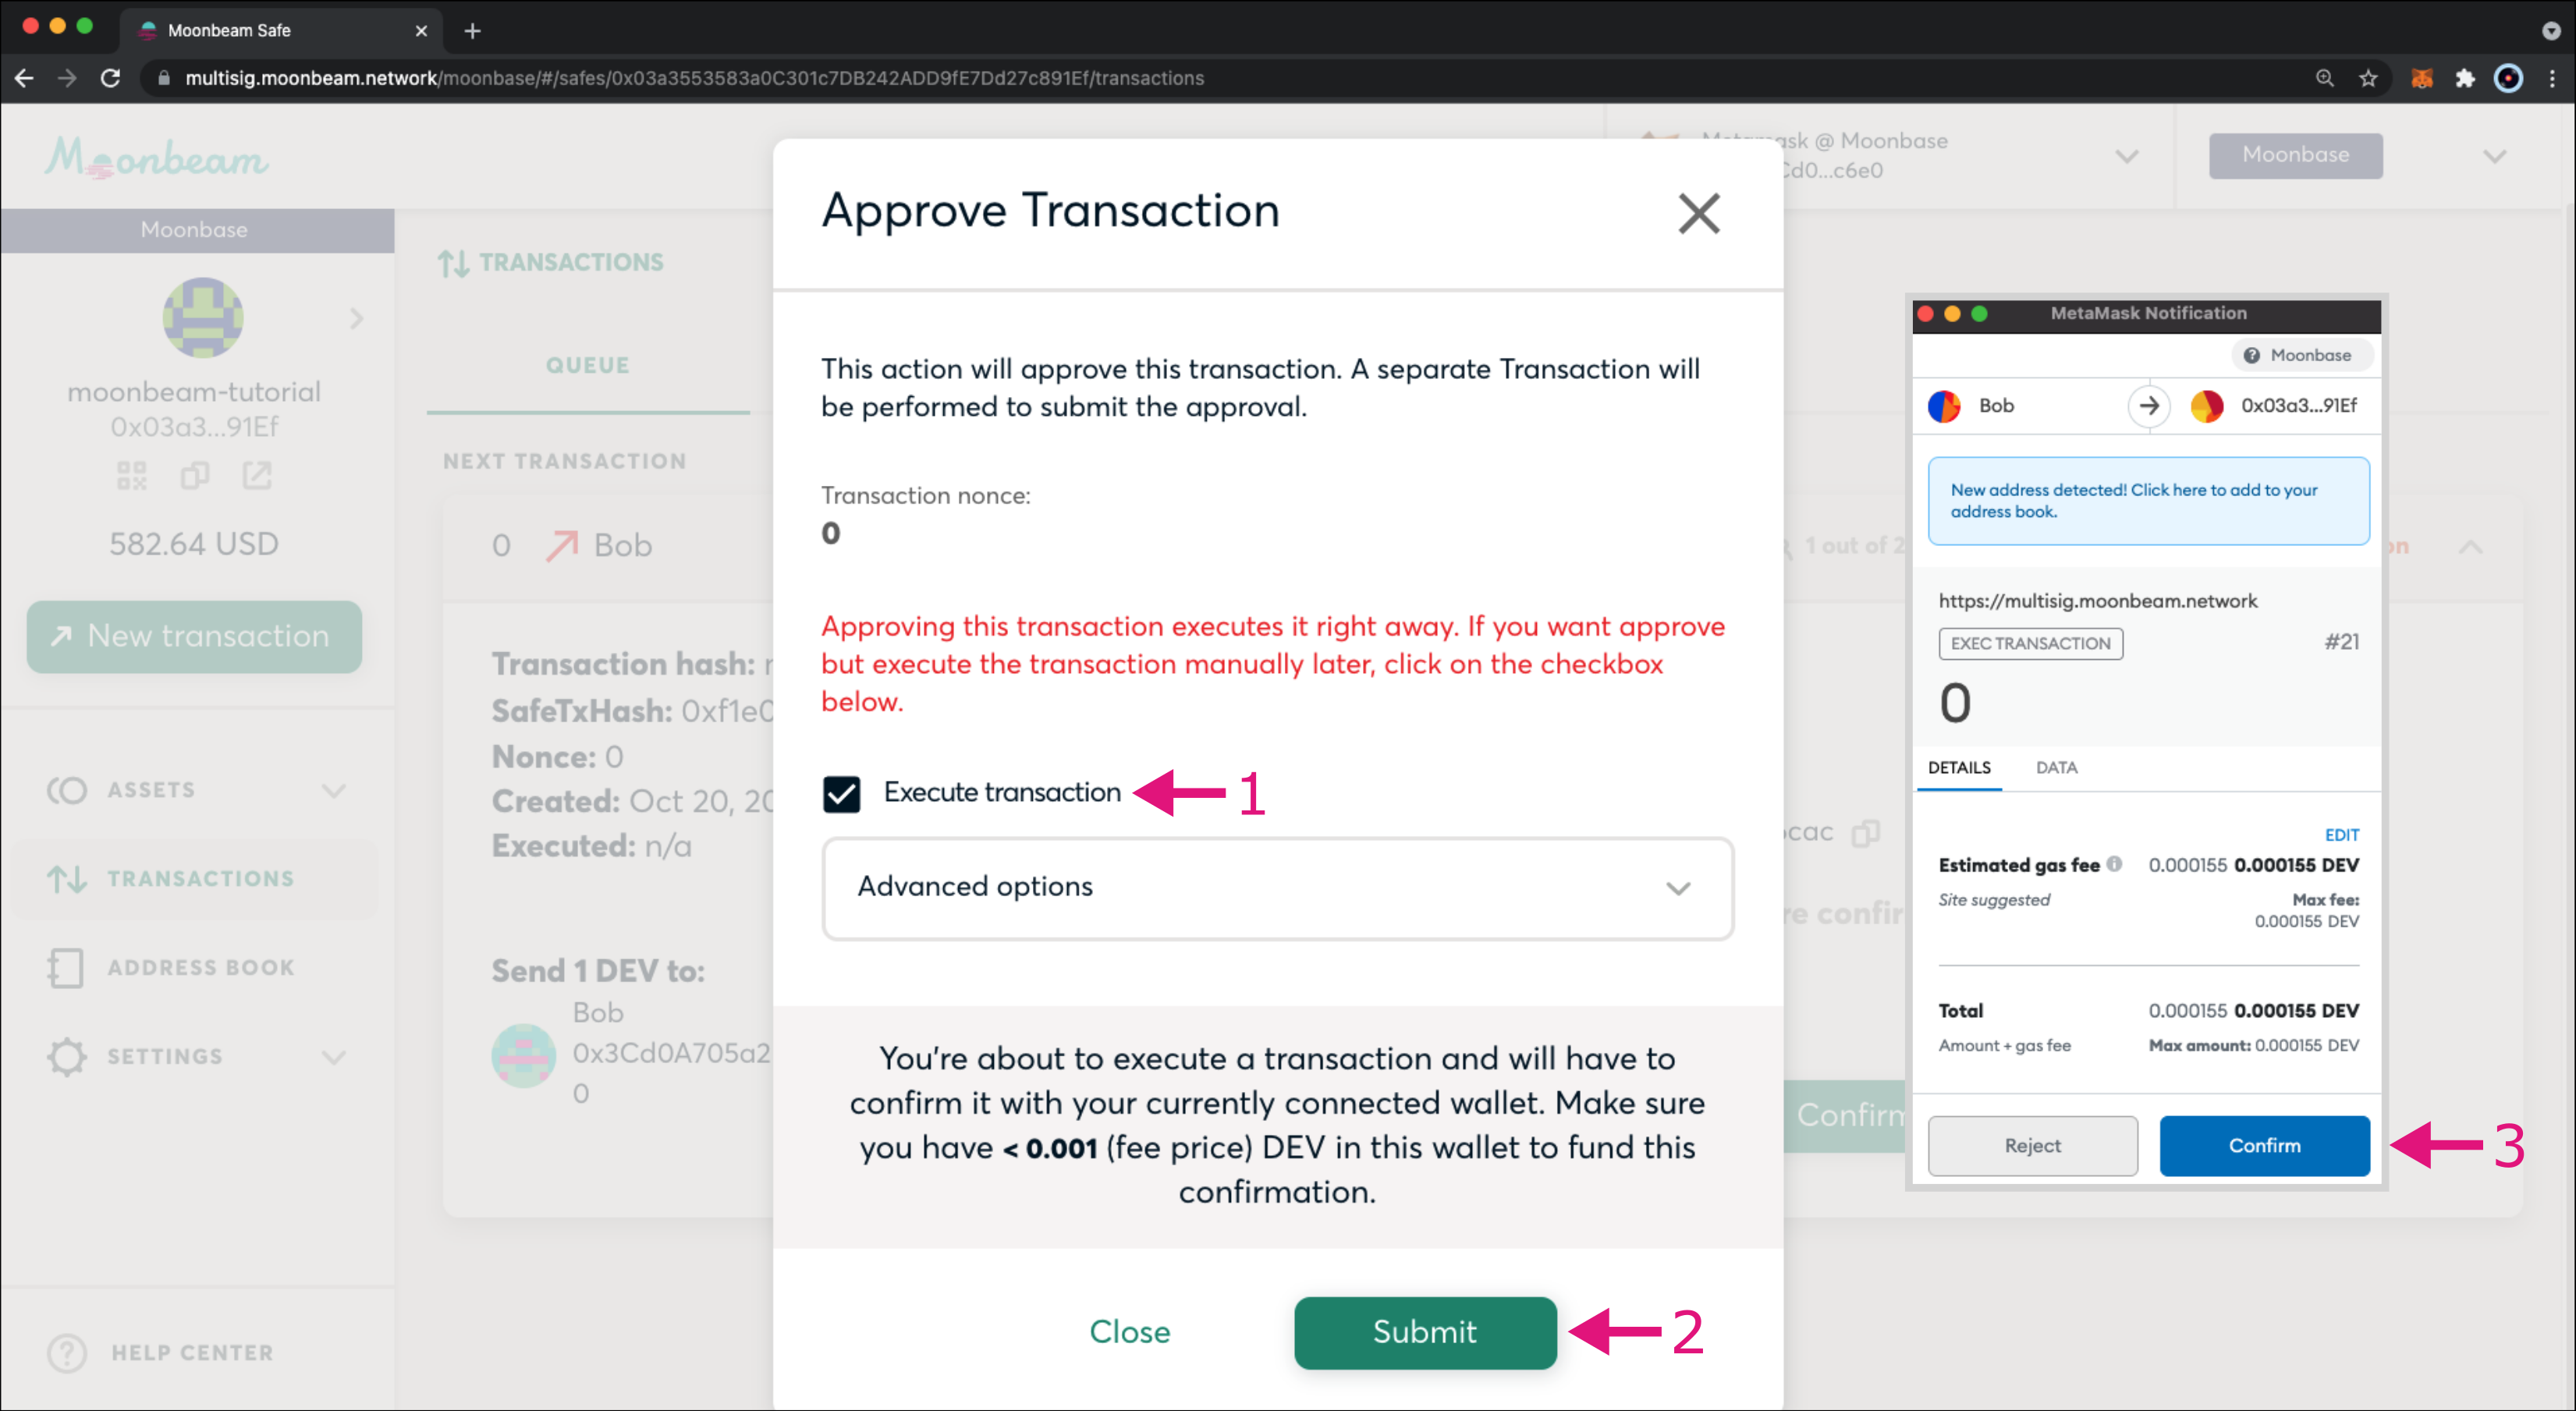 Moonbeam Safe
multisig.moonbeam.network/moonbase/#/safes/0x03a3553583a0C301c7DB242ADD9fE7Dd27c891Ef/transactions
Moonbeam
Metamask @ Moonbase
Cd0...c6e0
Moonbase
Moonbase
moonbeam-tutorial
0x03a3...91Ef
582.64 USD
New transaction
ASSETS
TRANSACTIONS
ADDRESS BOOK
SETTINGS
HELP CENTER
TRANSACTIONS
QUEUE
NEXT TRANSACTION
0 Bob
1 out of 2
Transaction hash:
SafeTxHash: 0xf1e0
Nonce: 0
Created: Oct 20, 20
Executed: n/a
Send 1 DEV to:
Bob
0x3Cd0A705a2
0
Approve Transaction
This action will approve this transaction. A separate Transaction will
be performed to submit the approval.
Transaction nonce:
0
Approving this transaction executes it right away. If you want approve
but execute the transaction manually later, click on the checkbox
below.
Execute transaction
1
Advanced options
You're about to execute a transaction and will have to
confirm it with your currently connected wallet. Make sure
you have < 0.001 (fee price) DEV in this wallet to fund this
confirmation.
Close
Submit
2
cac
re confir
Confirm
MetaMask Notification
Moonbase
Bob
0x03a3...91Ef
New address detected! Click here to add to your
address book.
https://multisig.moonbeam.network
EXEC TRANSACTION
#21
0
DETAILS
DATA
EDIT
Estimated gas fee 0.000155 0.000155 DEV
Site suggested
Max fee:
0.000155 DEV
Total 0.000155 0.000155 DEV
Amount + gas fee Max amount: 0.000155 DEV
Reject
Confirm
3